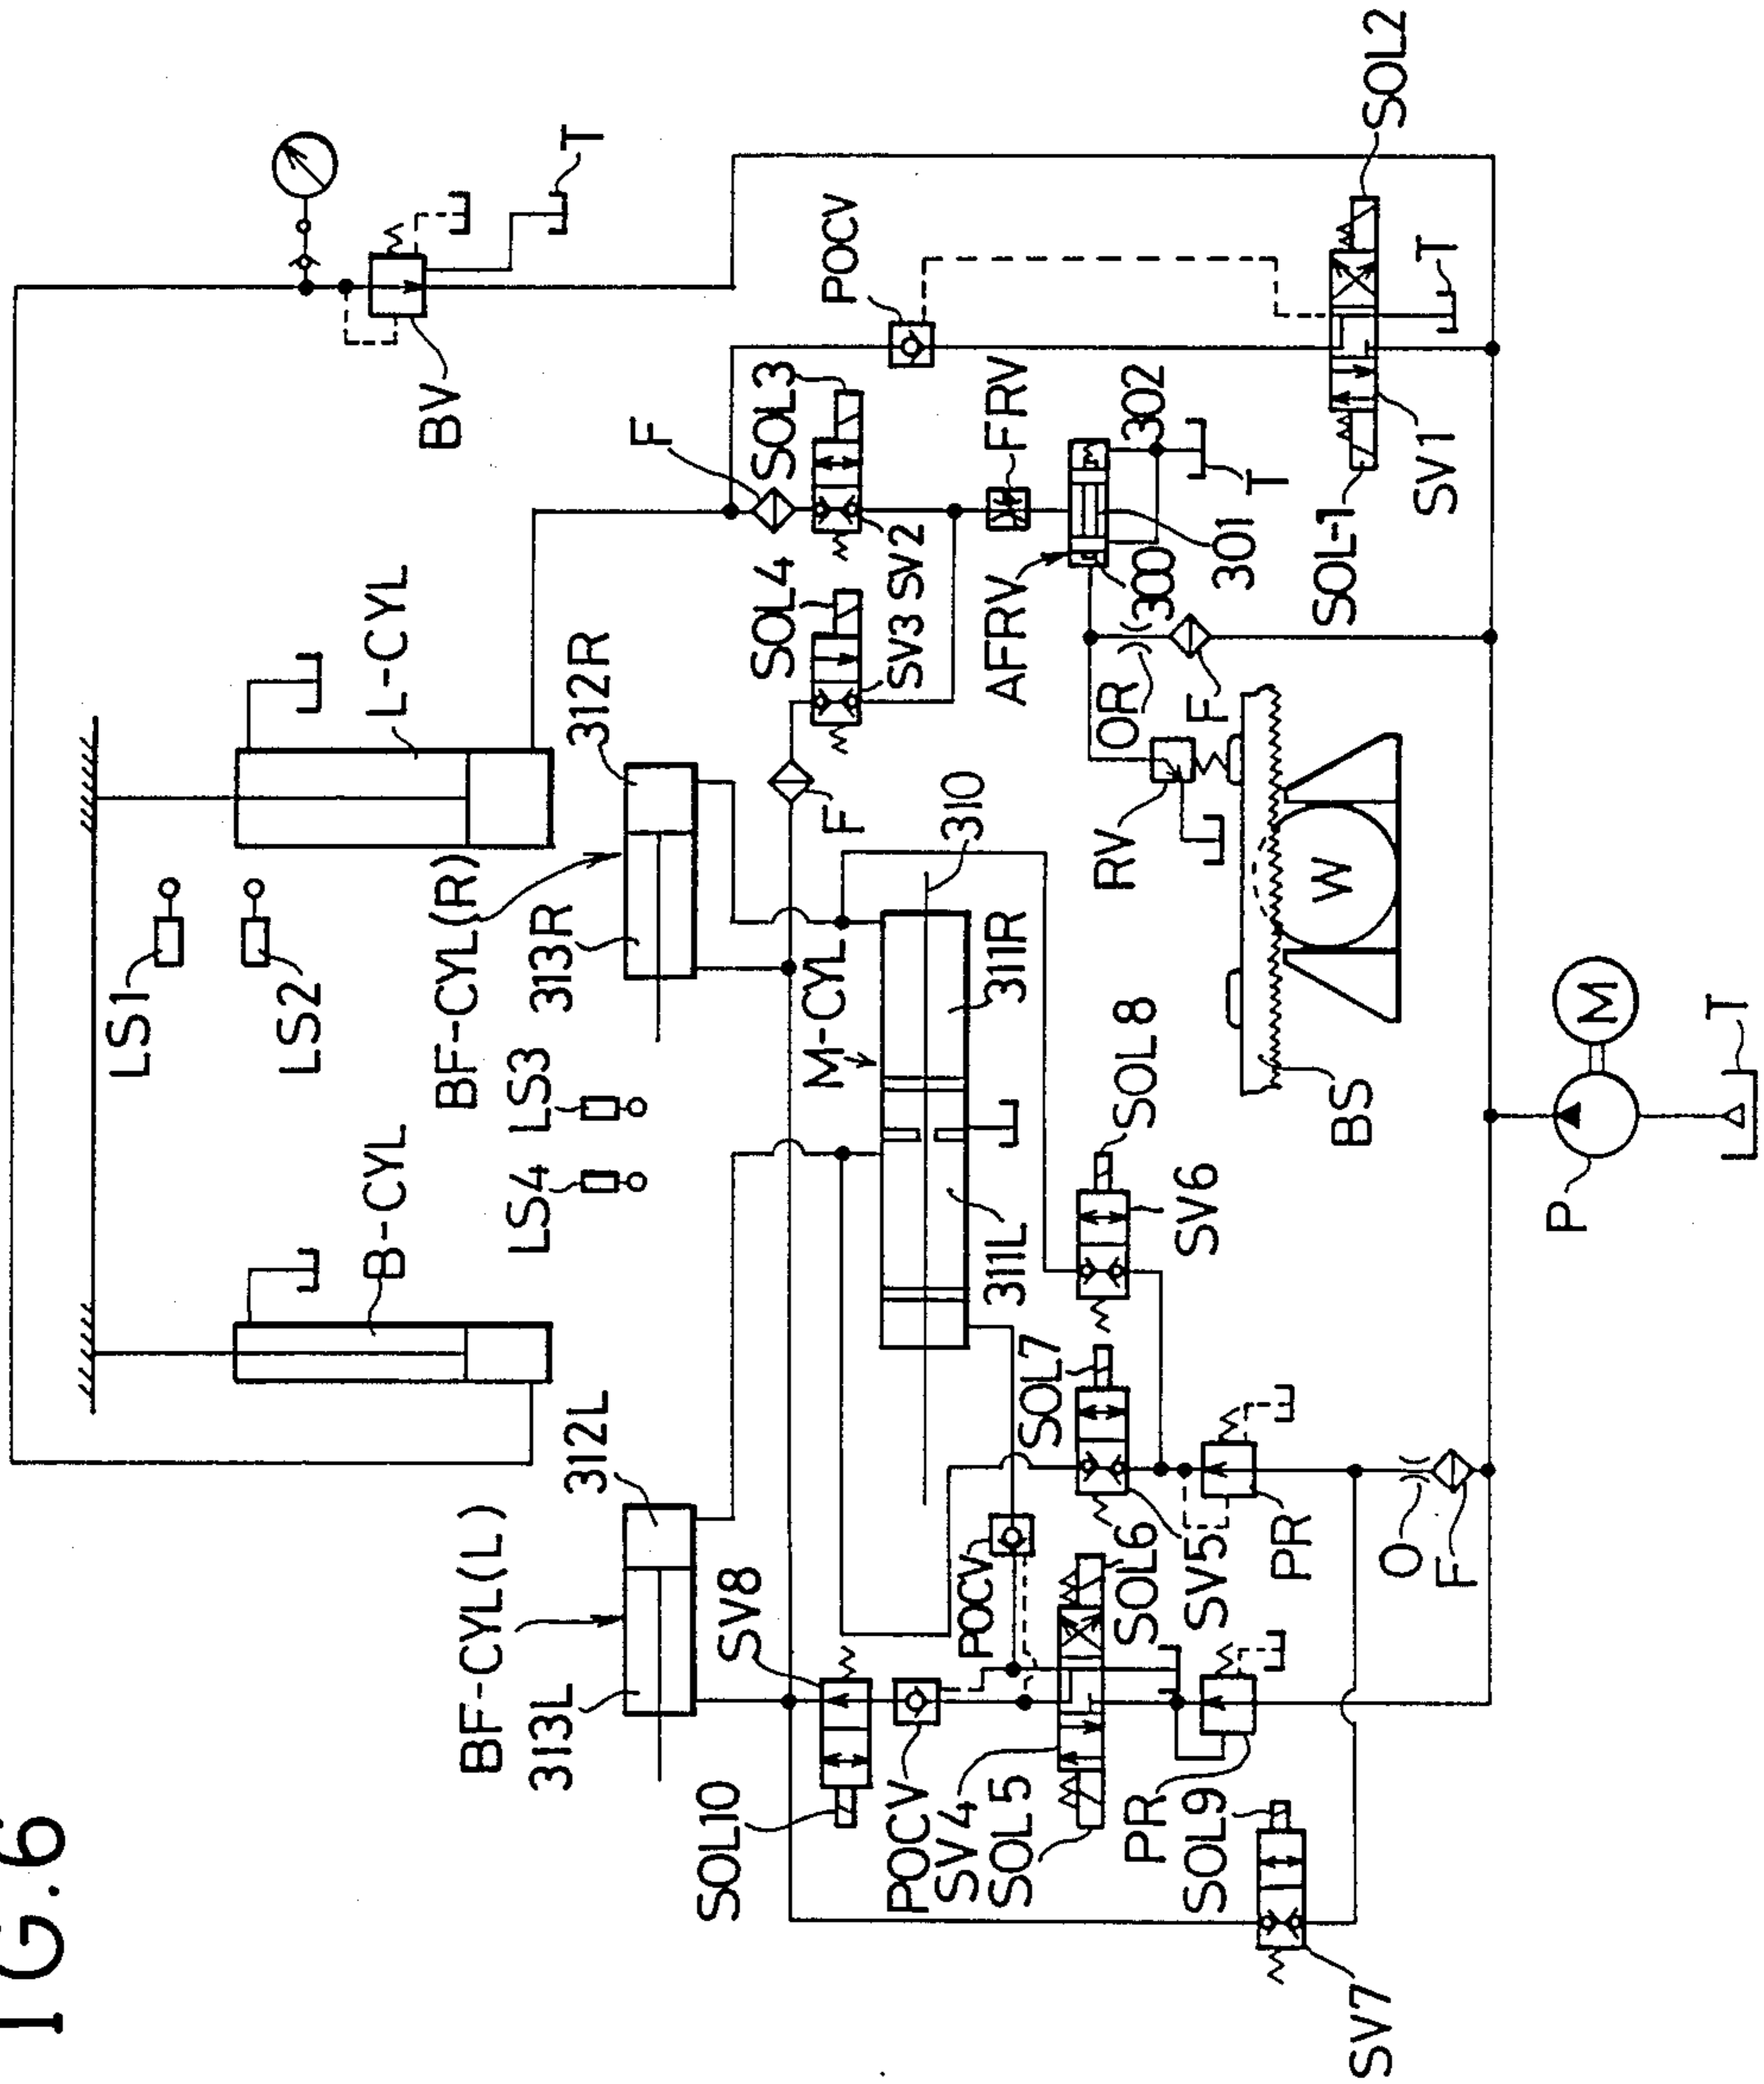 FIG.6
T
BV
SOL2
POCV
T
F
SOL3
FRV
302
T
SV1
SOL-1
L-CYL
SOL4
SV2
SV3
AFRV
300
301
312R
OR
F
F
RV
310
W
BF-CYL(R)
313R
M-CYL
311R
LS1
LS2
LS3
LS4
SOL8
BS
M
T
P
B-CYL
311L
SV6
SOL7
312L
BF-CYL(L)
313L
SV8
POCV
SOL6
SV5
PR
O
F
SOL10
POCV
SV4
SOL5
PR
SOL9
SV7